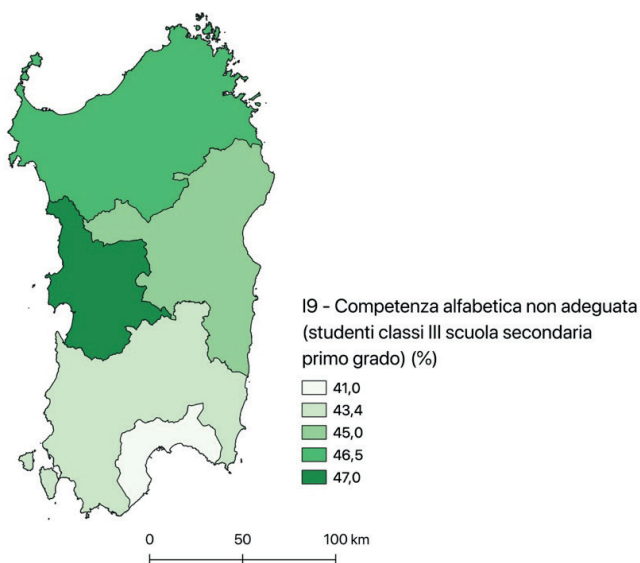 I9 - Competenza alfabetica non adeguata
(studenti classi III scuola secondaria
primo grado) (%)
41,0
43,4
45,0
46,5
47,0
0 50 100 km